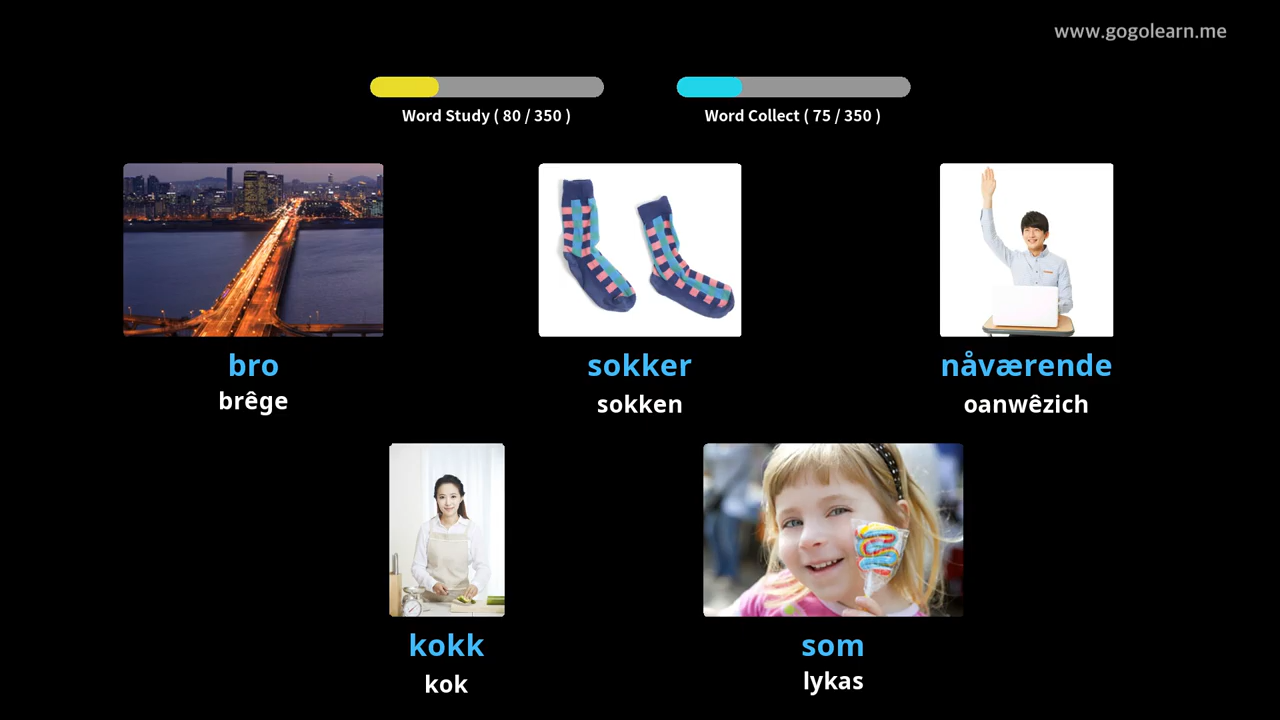 www.gogolearn.me
Word Study ( 80 / 350 )
Word Collect ( 75 / 350 )
bro
brêge
sokker
sokken
nåværende
oanwêzich
kokk
kok
som
lykas